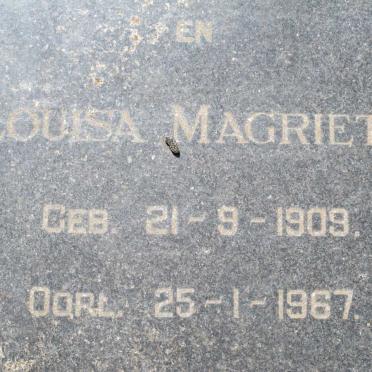 EN
LOUISA MAGRIET
GEB. 21-9-1909.
OORL. 25-1-1967.